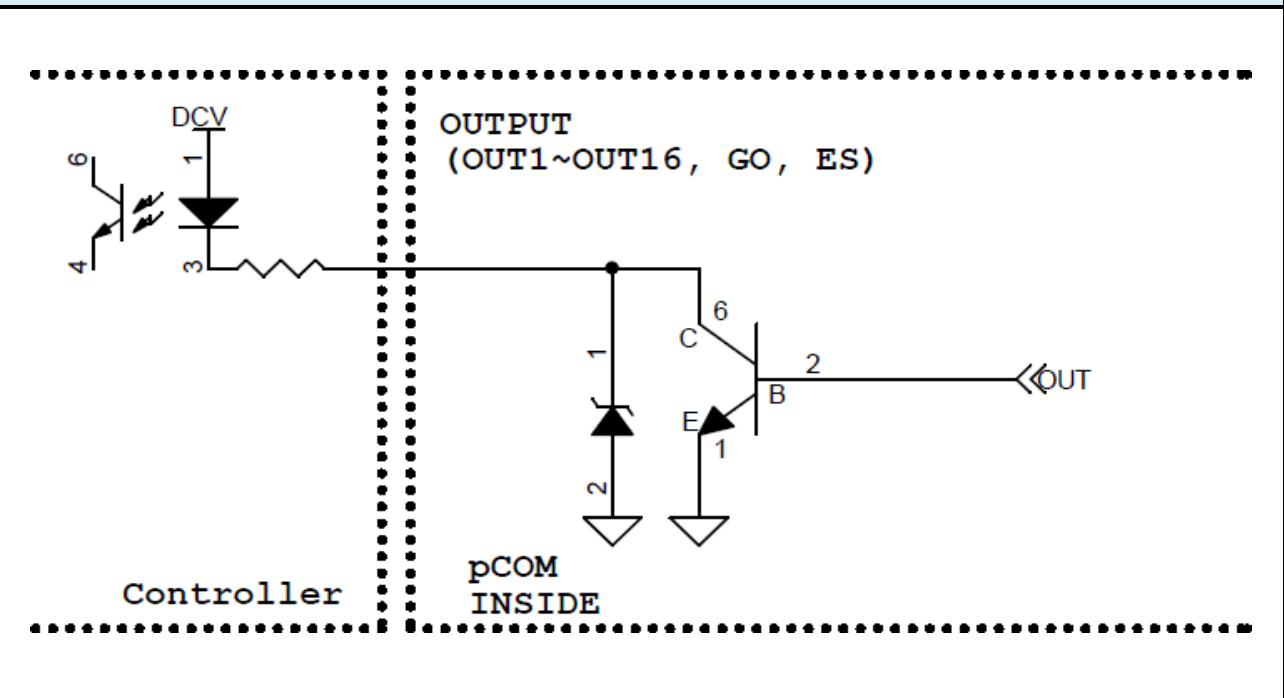 DCV
6
1
4
3
OUTPUT
(OUT1~OUT16, GO, ES)
6
C
1
2
OUT
B
E
1
2
pCOM
INSIDE
Controller